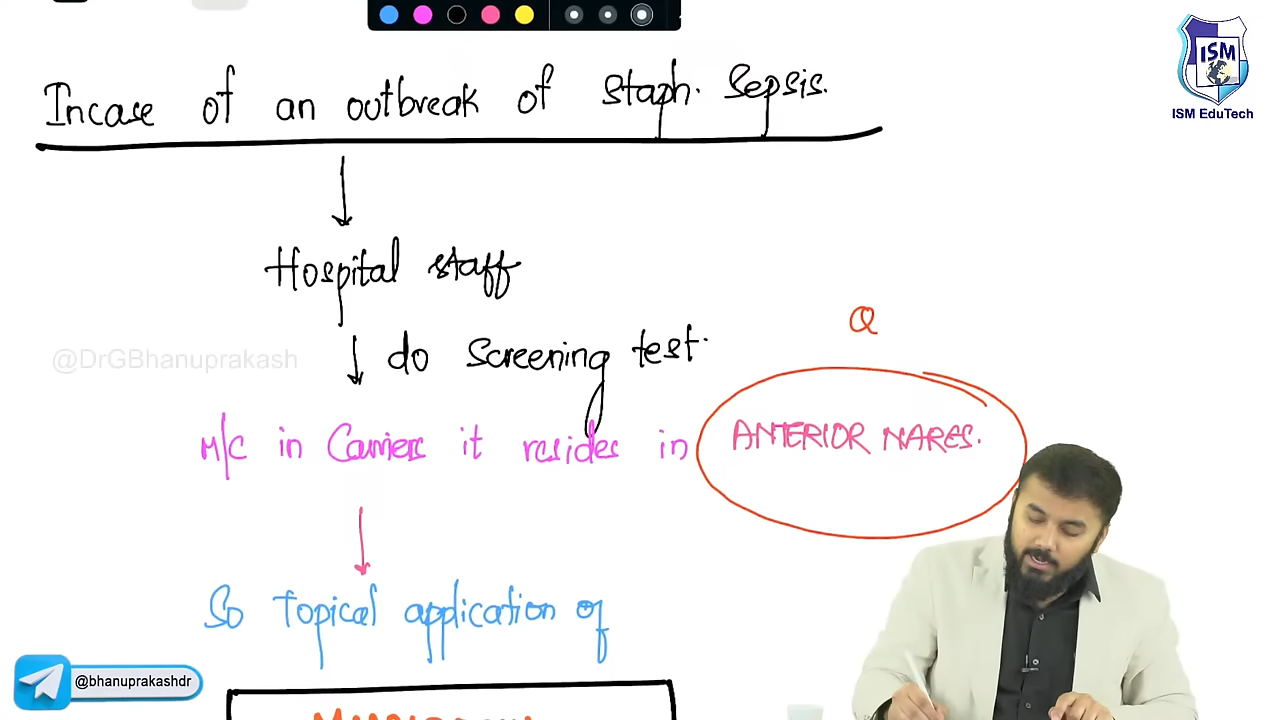 Incase of an outbreak of Staph. Sepsis.
ISM
ISM EduTech
Hospital staff
Q
@DrGBhanuprakash
do Screening test.
M/C in Carriers it resides in ANTERIOR NARES.
So Topical application of
@bhanuprakashdr